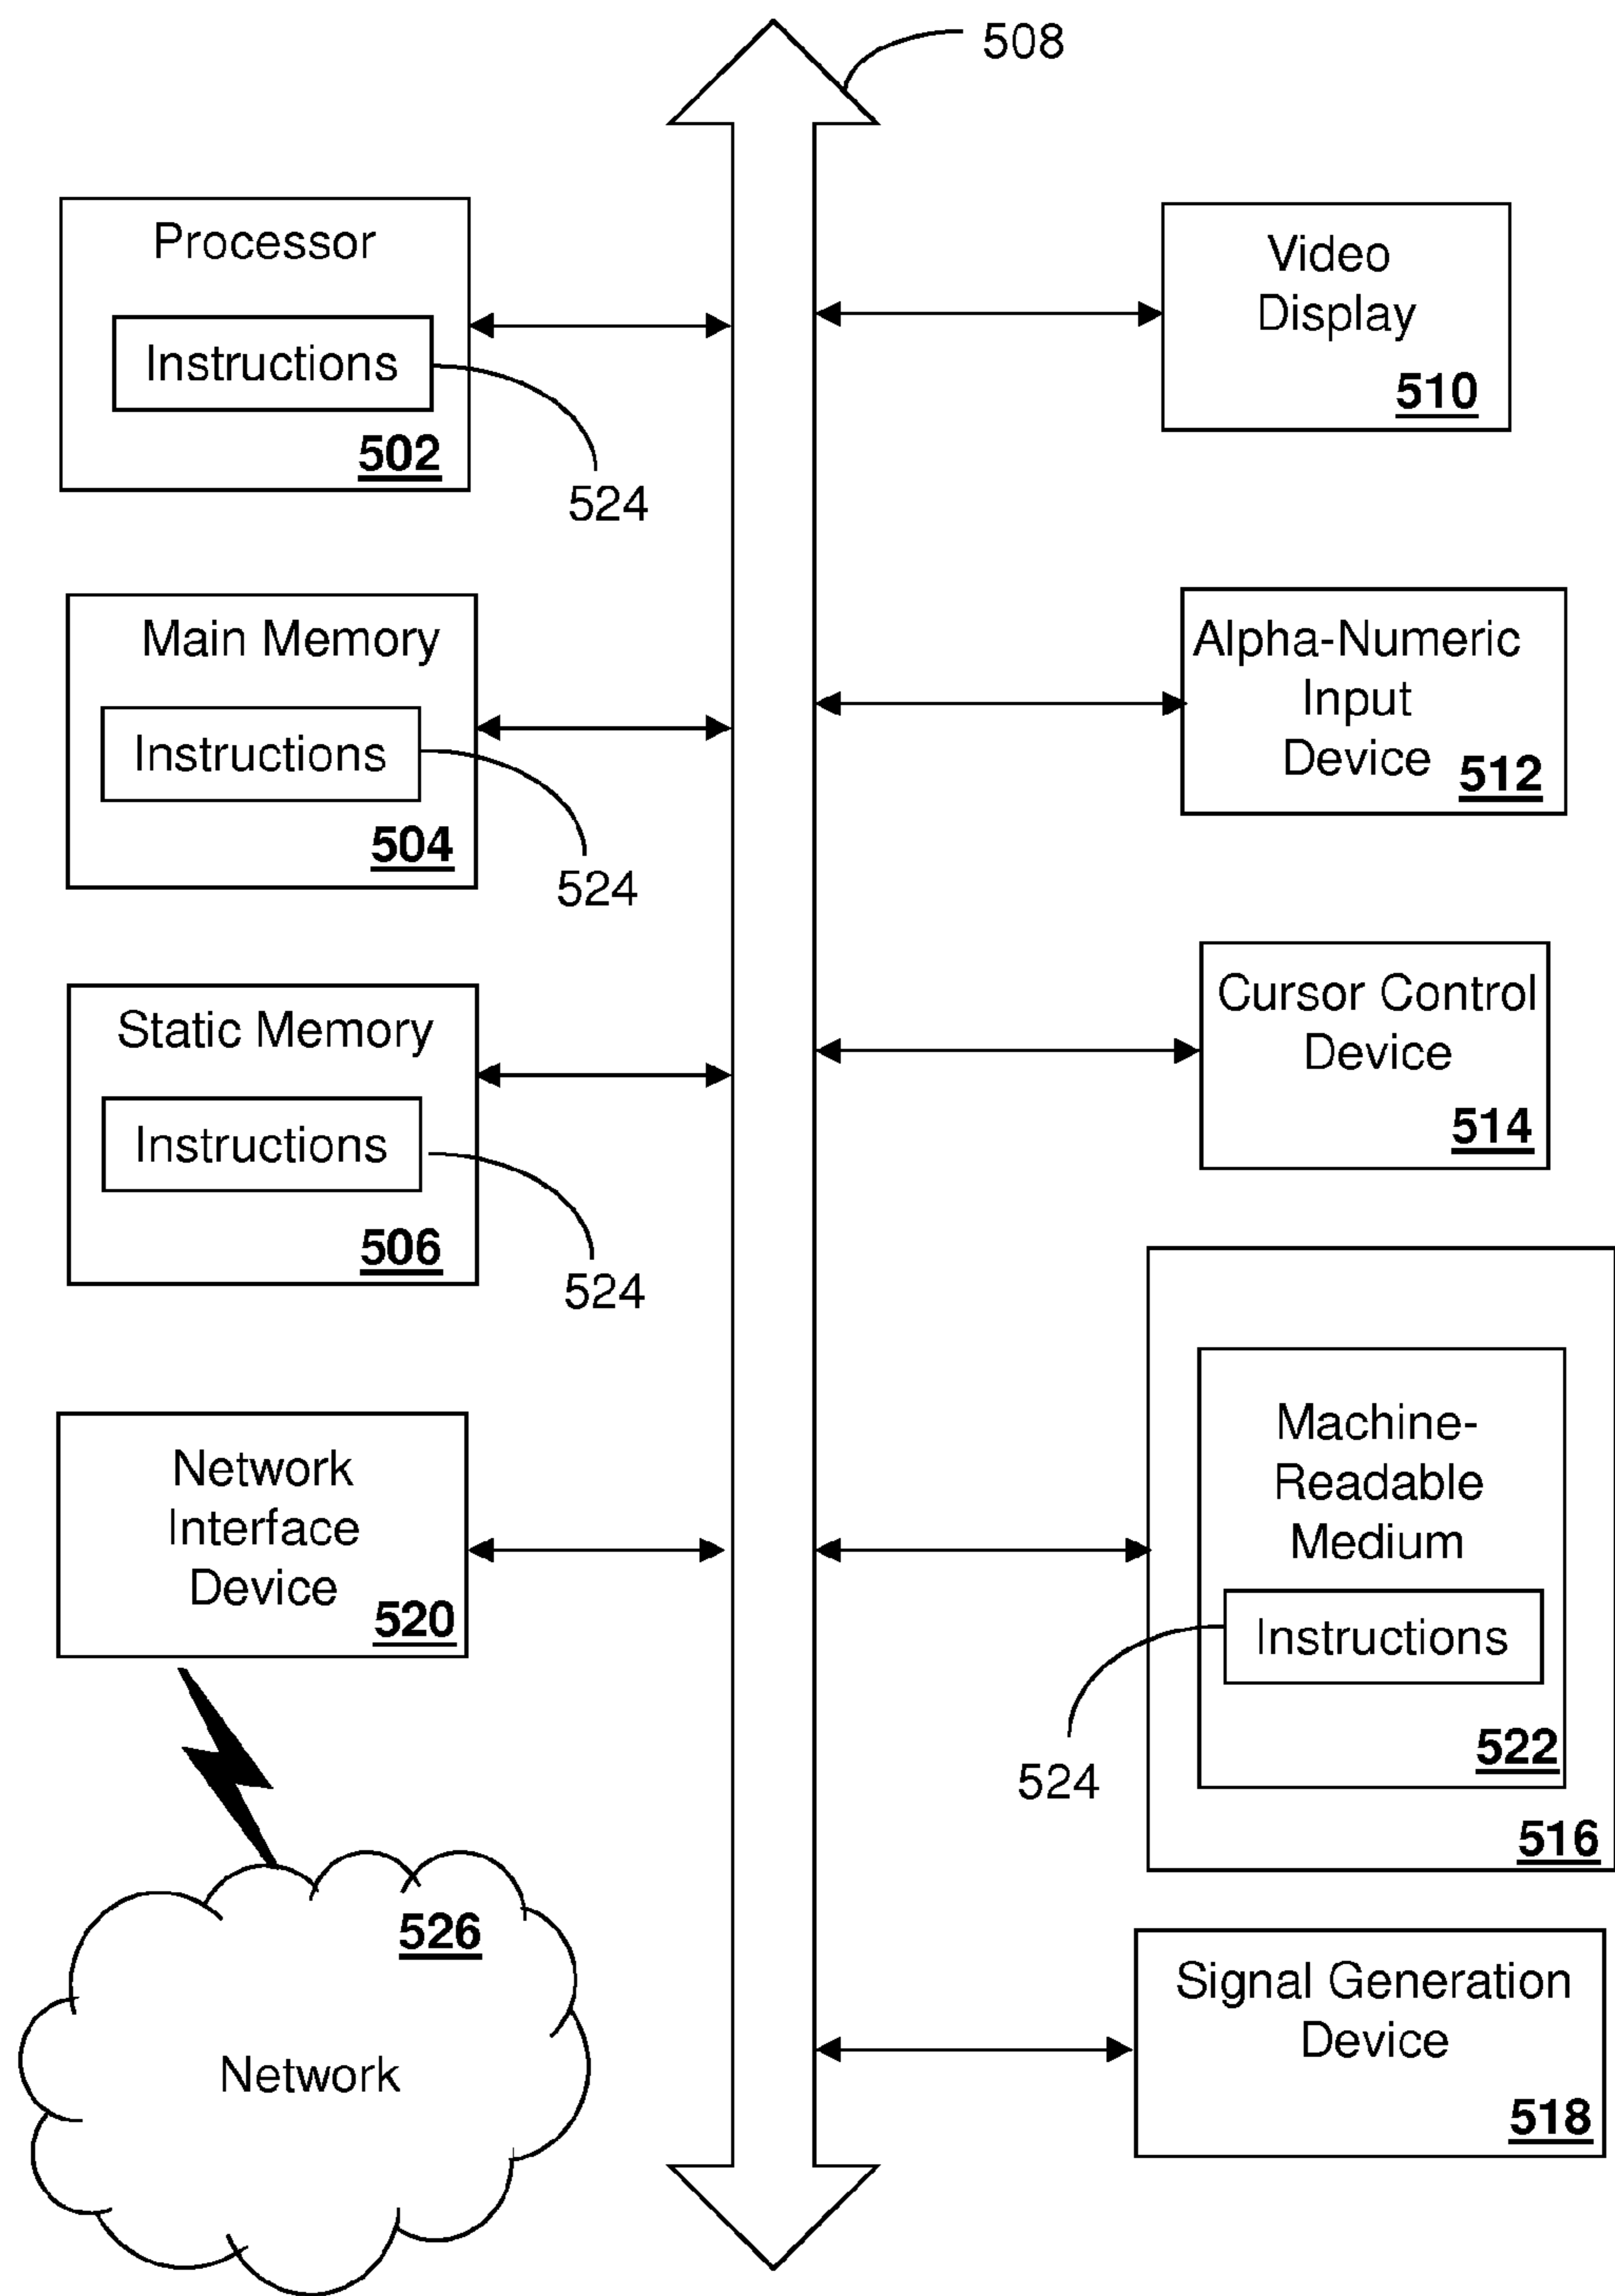 508
Processor
Instructions
502
524
Main Memory
Instructions
504
524
Static Memory
Instructions
506
524
Network
Interface
Device
520
526
Network
Video
Display
510
Alpha-Numeric
Input
Device
512
Cursor Control
Device
514
Machine-
Readable
Medium
Instructions
522
524
516
Signal Generation
Device
518